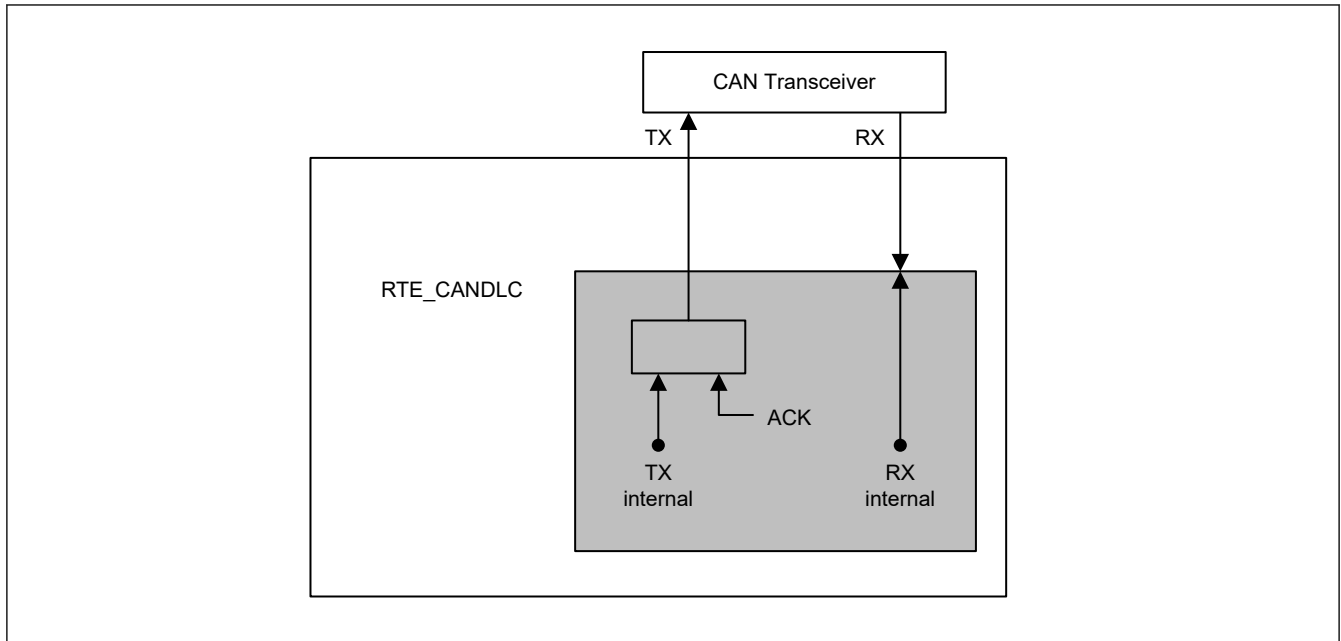 CAN Transceiver
TX
RX
RTE_CANDLC
ACK
TX
internal
RX
internal